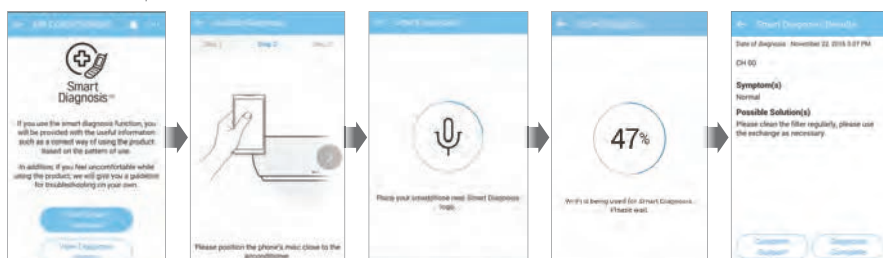 AIR CONDITIONER
Smart
Diagnosis™
If you use the smart diagnosis function, you
will be provided with the useful information
such as a correct way of using the product
based on the pattern of use.
In addition, if you feel uncomfortable while
using the product, we will give you a guideline
for troubleshooting on your own.
Step 2
Please position the phone's mic close to the
airconditioner.
Place your smartphone near Smart Diagnosis
logo.
47%
Wi-Fi is being used for Smart Diagnosis.
Please wait.
Smart Diagnosis Results
Date of diagnosis : November 22, 2016 5:07 PM
CH 00
Symptom(s)
Normal
Possible Solution(s)
Please clean the filter regularly, please use
the exchange as necessary.